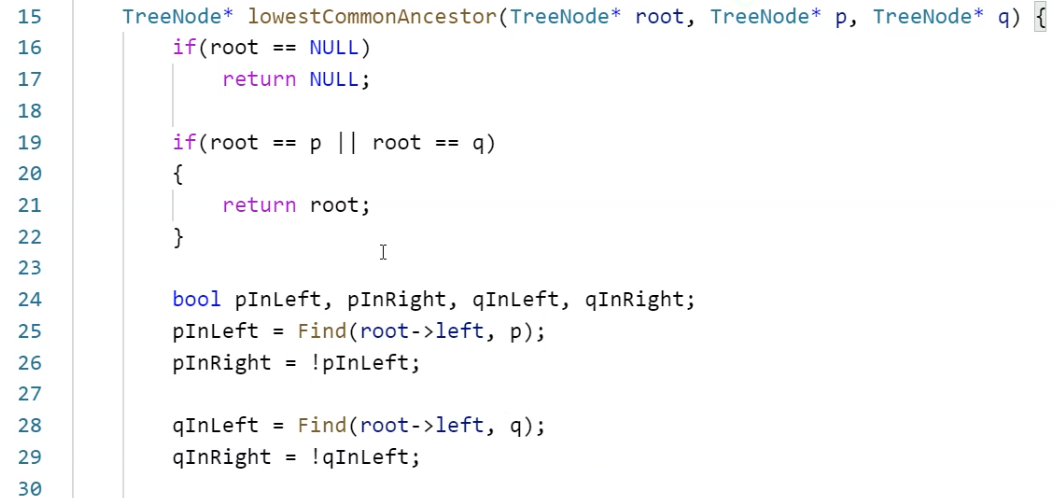 15 TreeNode* lowestCommonAncestor(TreeNode* root, TreeNode* p, TreeNode* q) {
16 if(root == NULL)
17 return NULL;
18
19 if(root == p || root == q)
20 {
21 return root;
22 }
23
24 bool pInLeft, pInRight, qInLeft, qInRight;
25 pInLeft = Find(root->left, p);
26 pInRight = !pInLeft;
27
28 qInLeft = Find(root->left, q);
29 qInRight = !qInLeft;
30